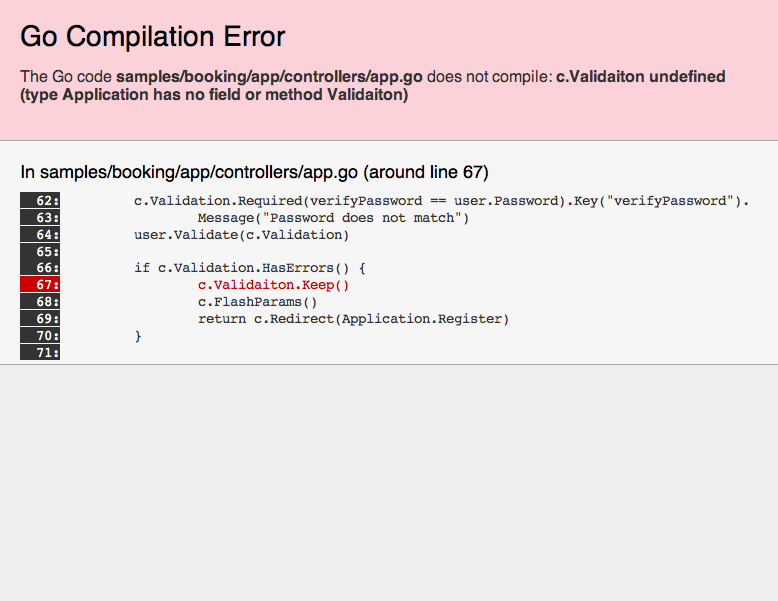 Go Compilation Error
The Go code samples/booking/app/controllers/app.go does not compile: c.Validaiton undefined
(type Application has no field or method Validaiton)
In samples/booking/app/controllers/app.go (around line 67)
62: c.Validation.Required(verifyPassword == user.Password).Key("verifyPassword").
63: Message("Password does not match")
64: user.Validate(c.Validation)
65:
66: if c.Validation.HasErrors() {
67: c.Validaiton.Keep()
68: c.FlashParams()
69: return c.Redirect(Application.Register)
70: }
71: